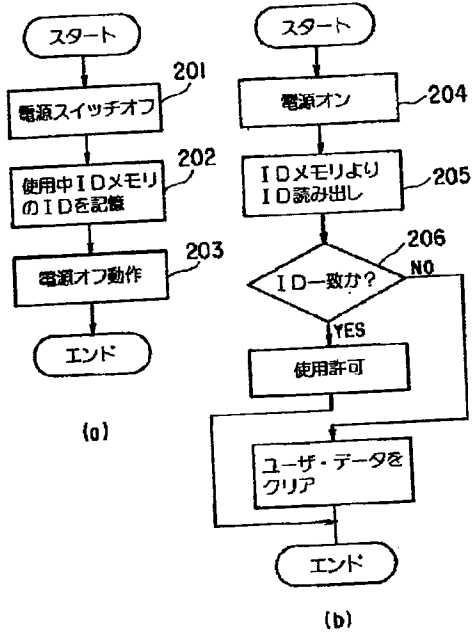 スタート
201
電源スイッチオフ
202
使用中IDメモリ
のIDを記憶
203
電源オフ動作
エンド
(a)
スタート
204
電源オン
205
IDメモリより
ID読み出し
206
ID一致か?
NO
YES
使用許可
ユーザ・データを
クリア
エンド
(b)